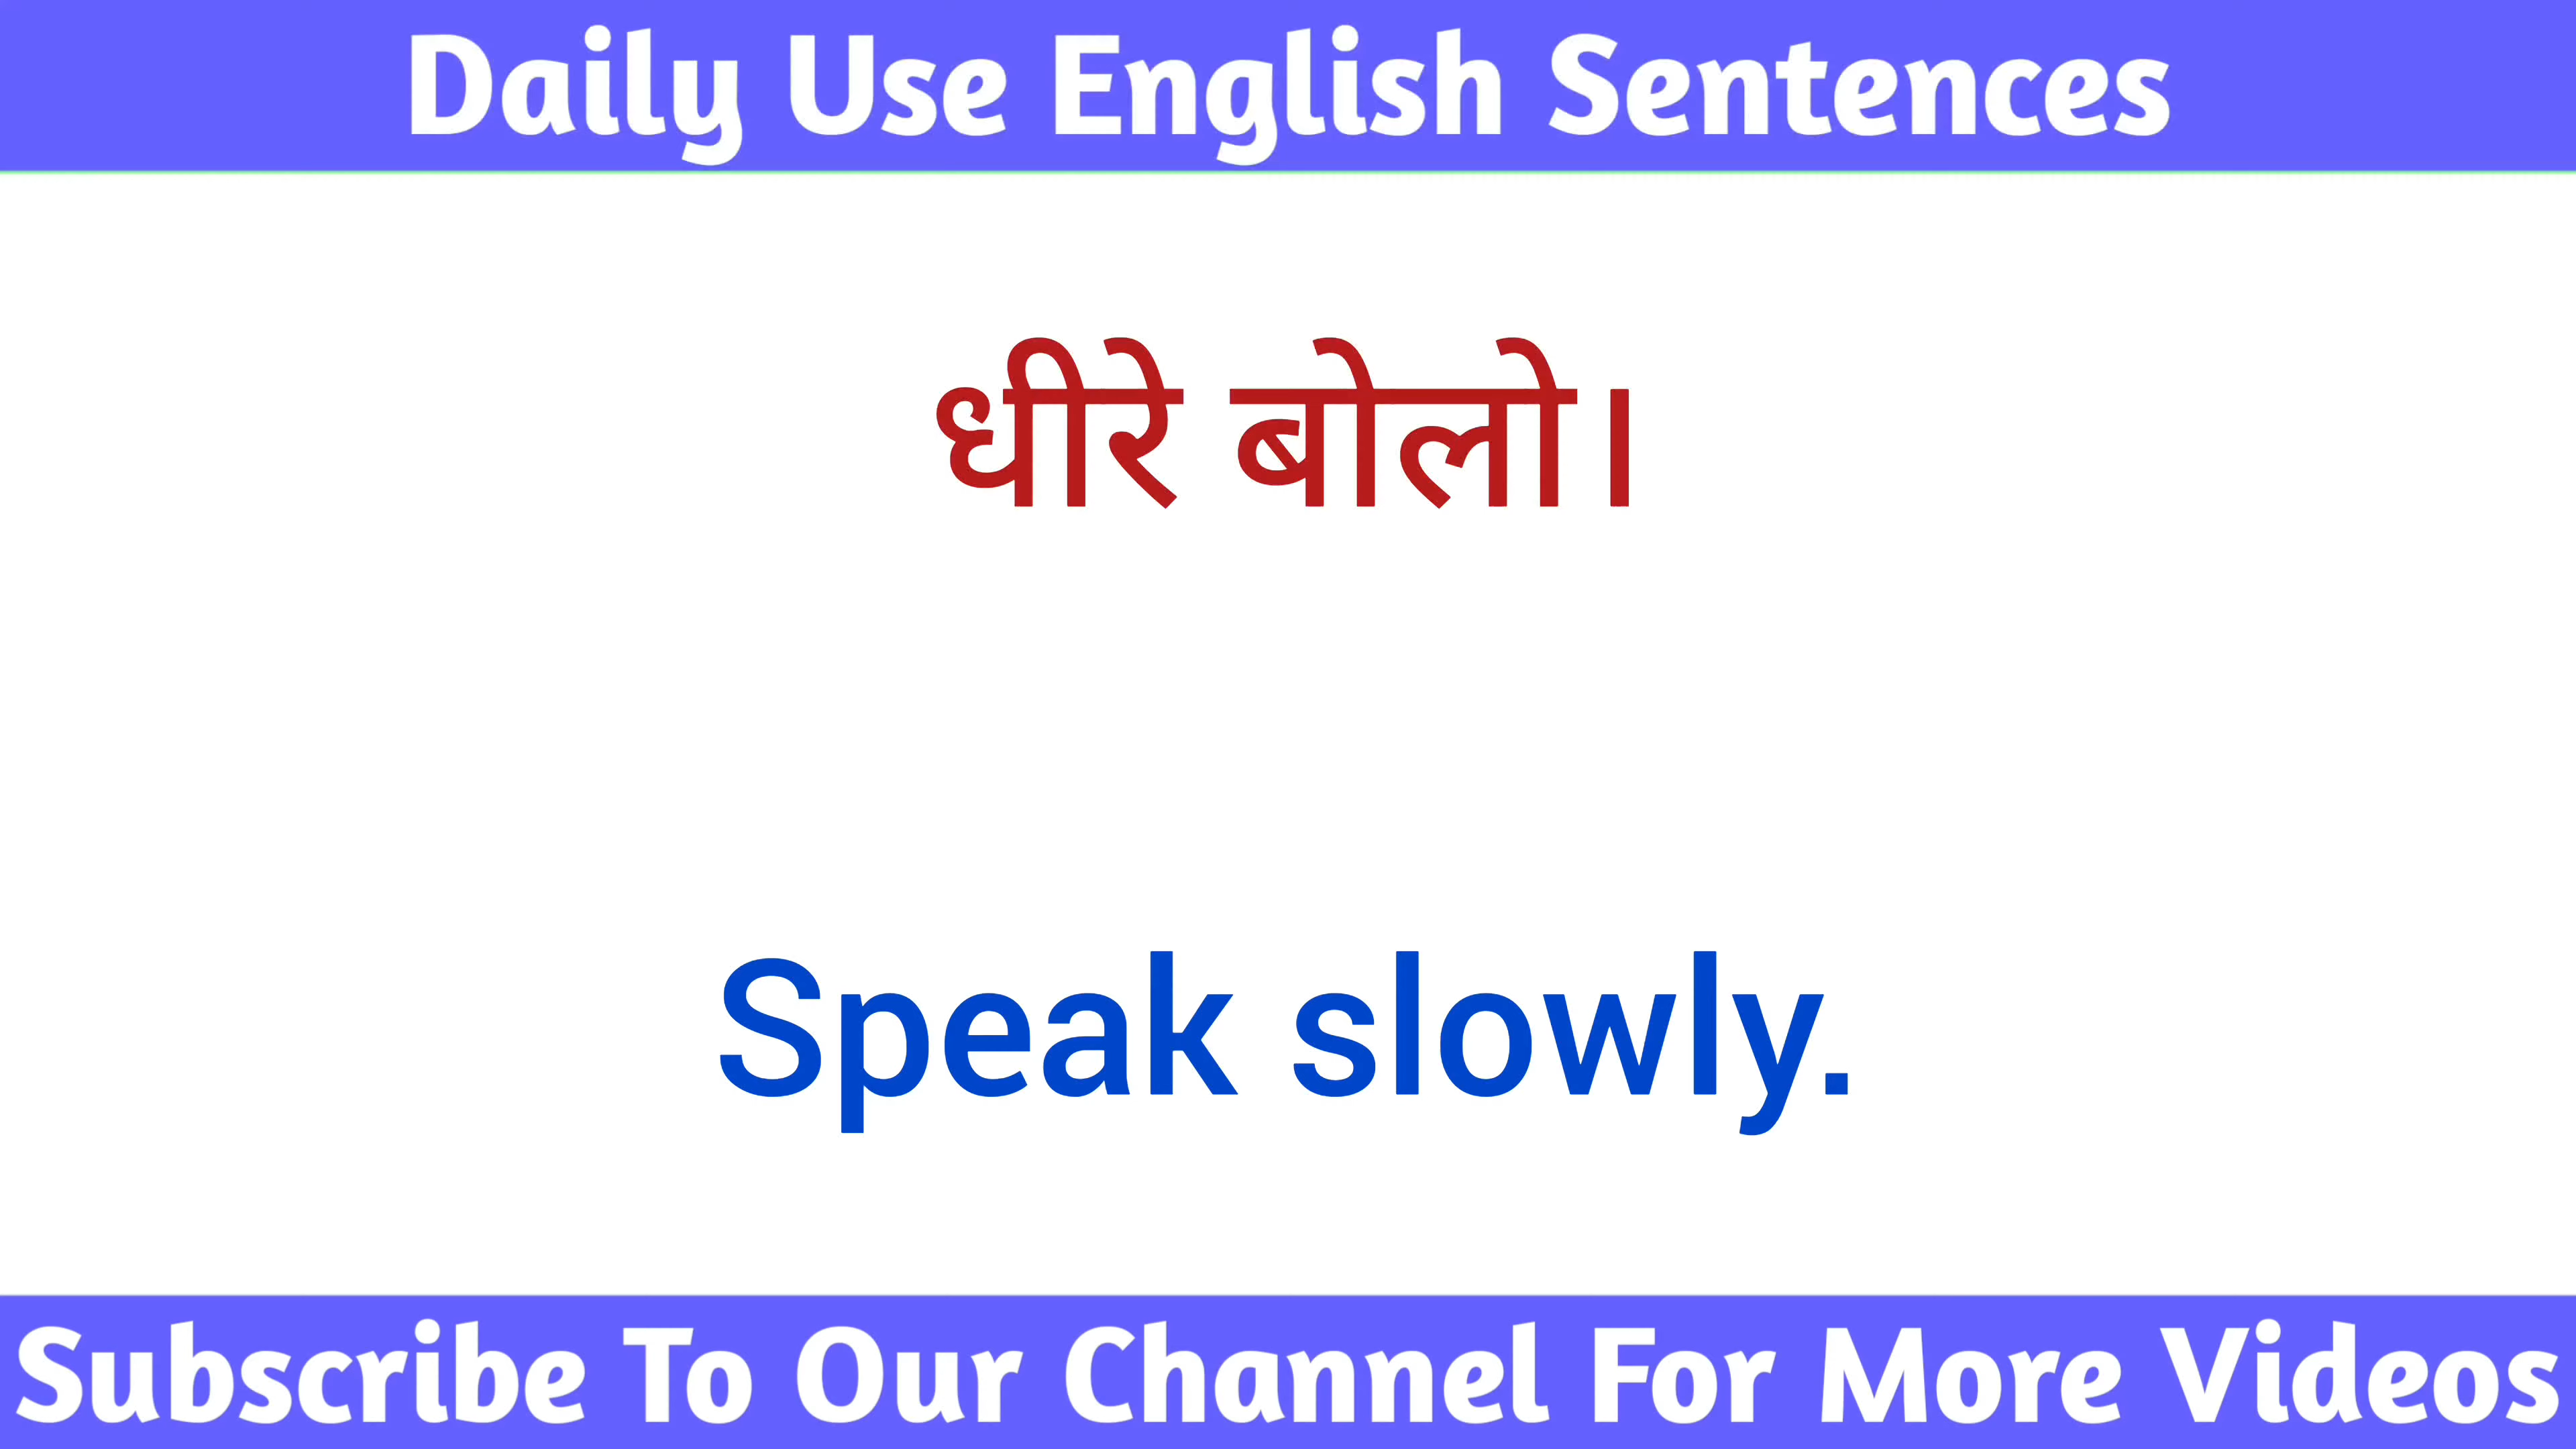 Daily Use English Sentences
धीरे बोलो।
Speak slowly.
Subscribe To Our Channel For More Videos